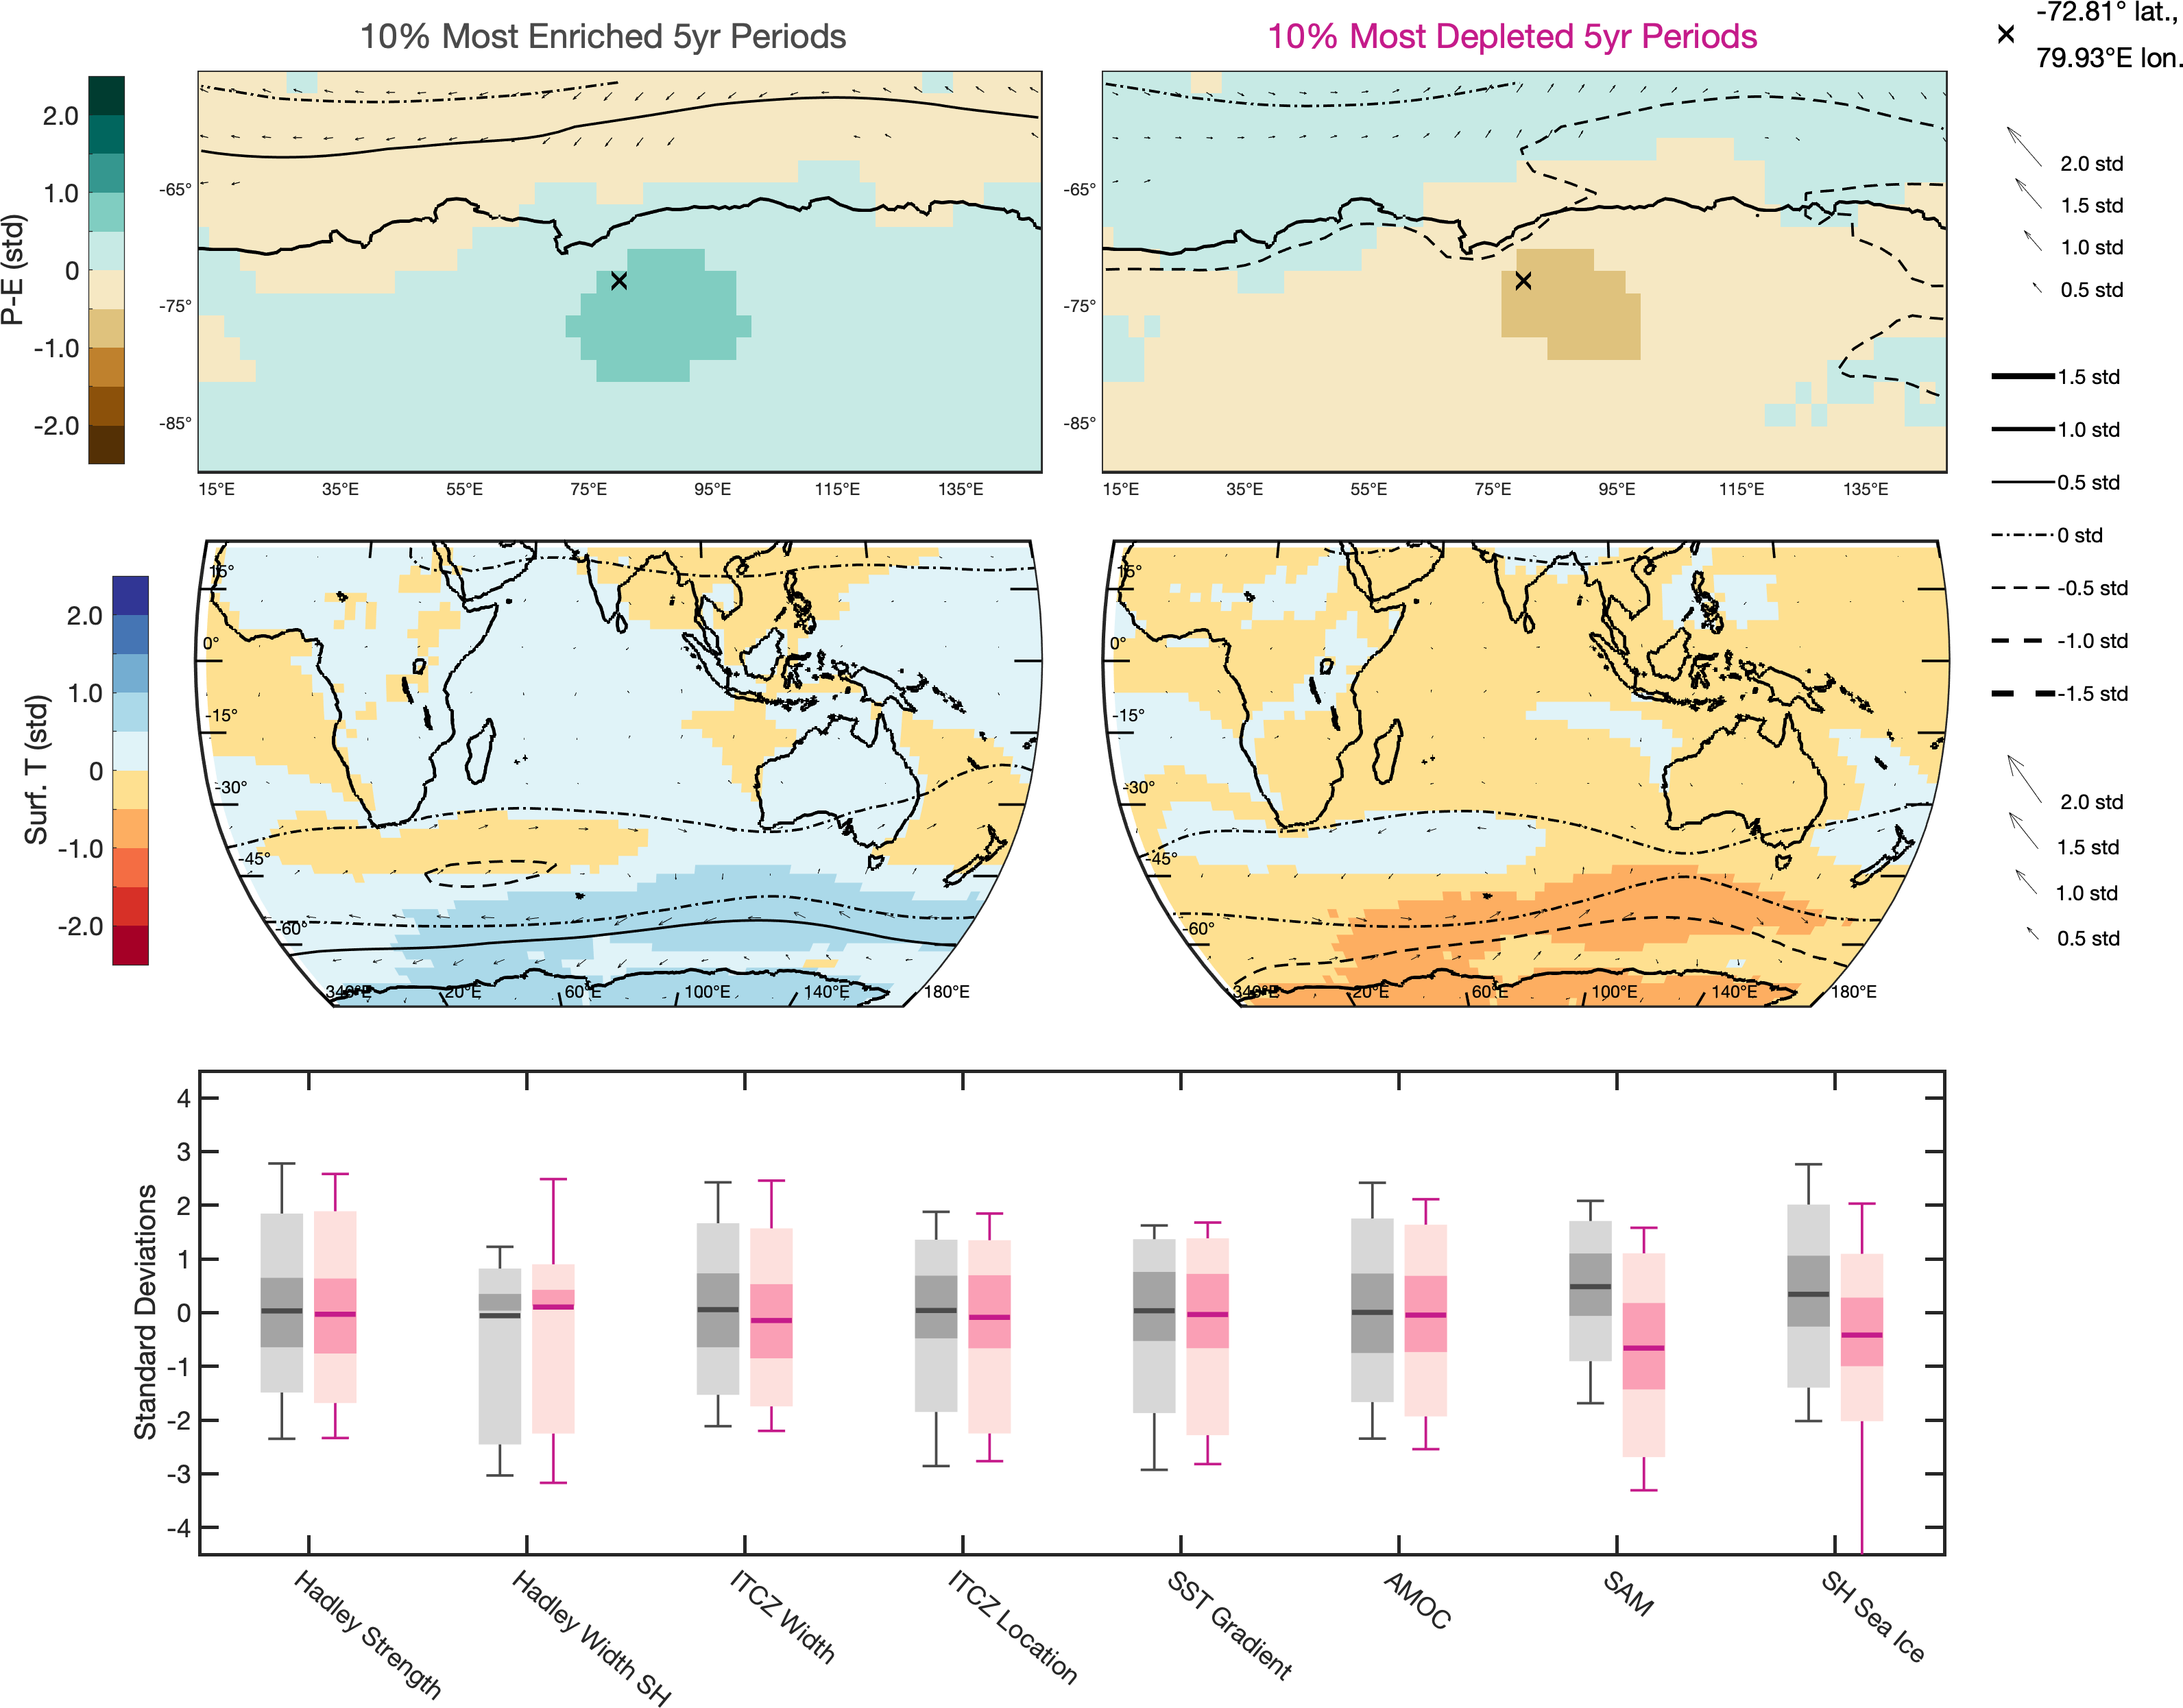 10% Most Enriched 5yr Periods
10% Most Depleted 5yr Periods
-72.81° lat.,
79.93°E lon.
P-E (std)
2.0
1.0
0
-1.0
-2.0
-65°
-75°
-85°
15°E 35°E 55°E 75°E 95°E 115°E 135°E
-65°
-75°
-85°
15°E 35°E 55°E 75°E 95°E 115°E 135°E
2.0 std
1.5 std
1.0 std
0.5 std
1.5 std
1.0 std
0.5 std
0 std
-0.5 std
-1.0 std
-1.5 std
2.0 std
1.5 std
1.0 std
0.5 std
Surf. T (std)
2.0
1.0
0
-1.0
-2.0
15°
0°
-15°
-30°
-45°
-60°
340°E 20°E 60°E 100°E 140°E 180°E
15°
0°
-15°
-30°
-45°
-60°
340°E 20°E 60°E 100°E 140°E 180°E
Standard Deviations
4
3
2
1
0
-1
-2
-3
-4
Hadley Strength
Hadley Width SH
ITCZ Width
ITCZ Location
SST Gradient
AMOC
SAM
SH Sea Ice